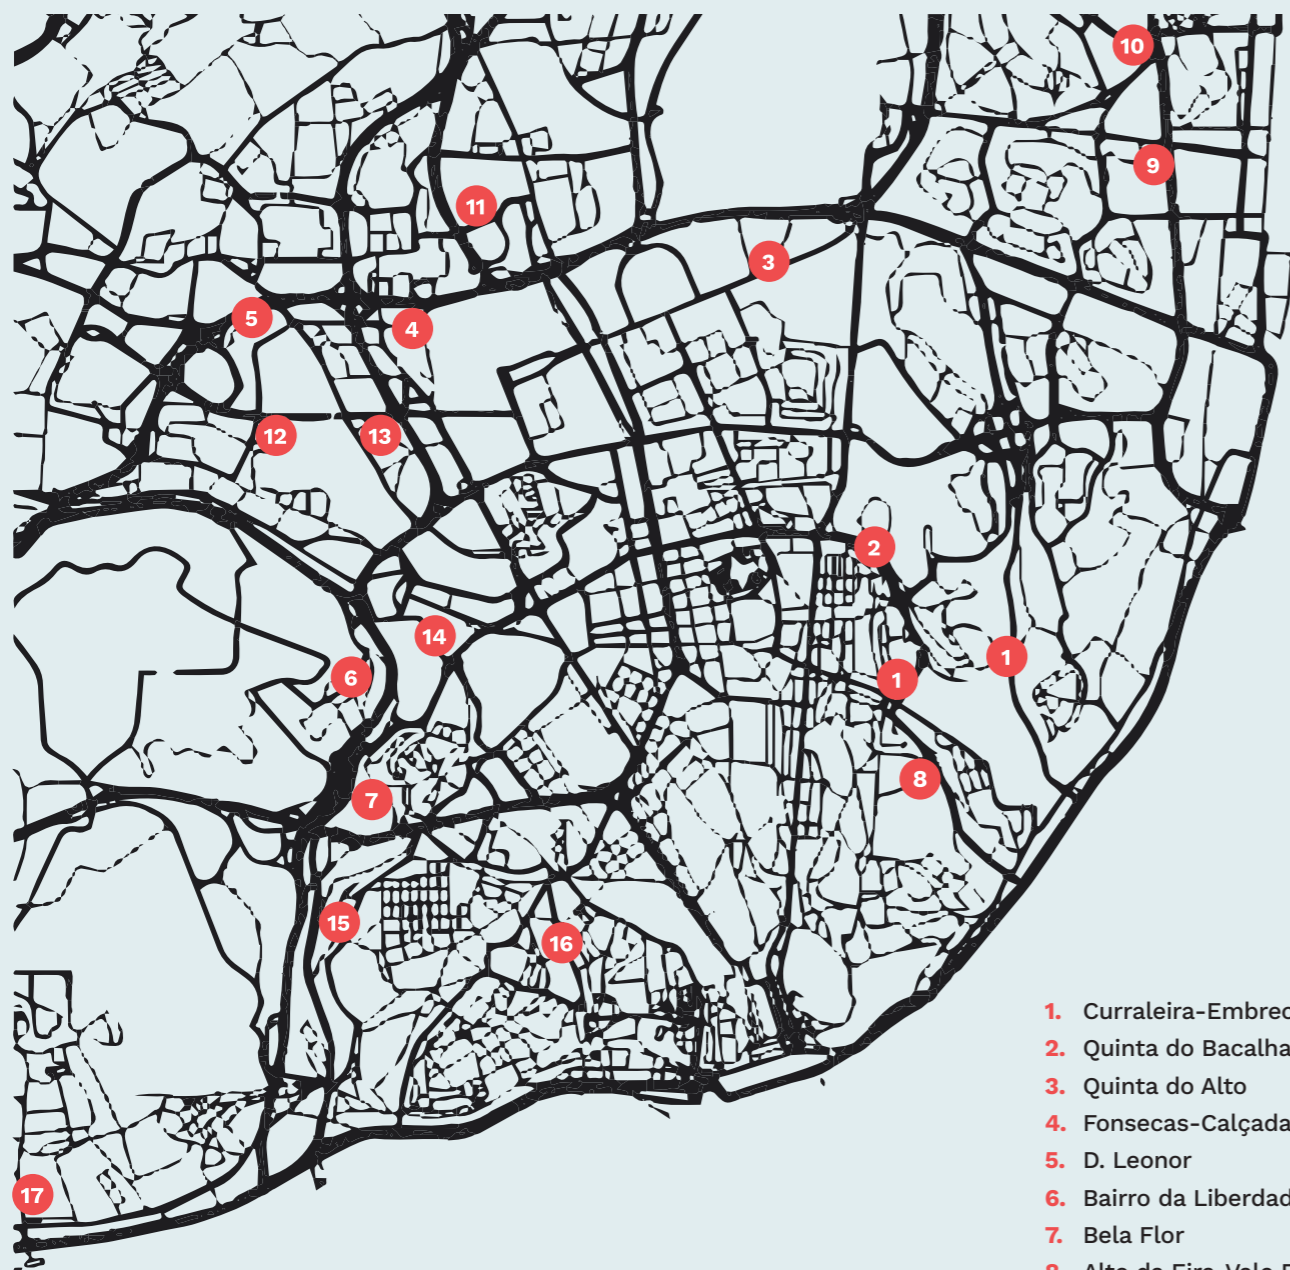 10
9
11
3
5
4
12
13
2
14
1
1
6
8
7
15
16
17
1. Curraleira-Embrec
2. Quinta do Bacalha
3. Quinta do Alto
4. Fonsecas-Calçada
5. D. Leonor
6. Bairro da Liberdad
7. Bela Flor